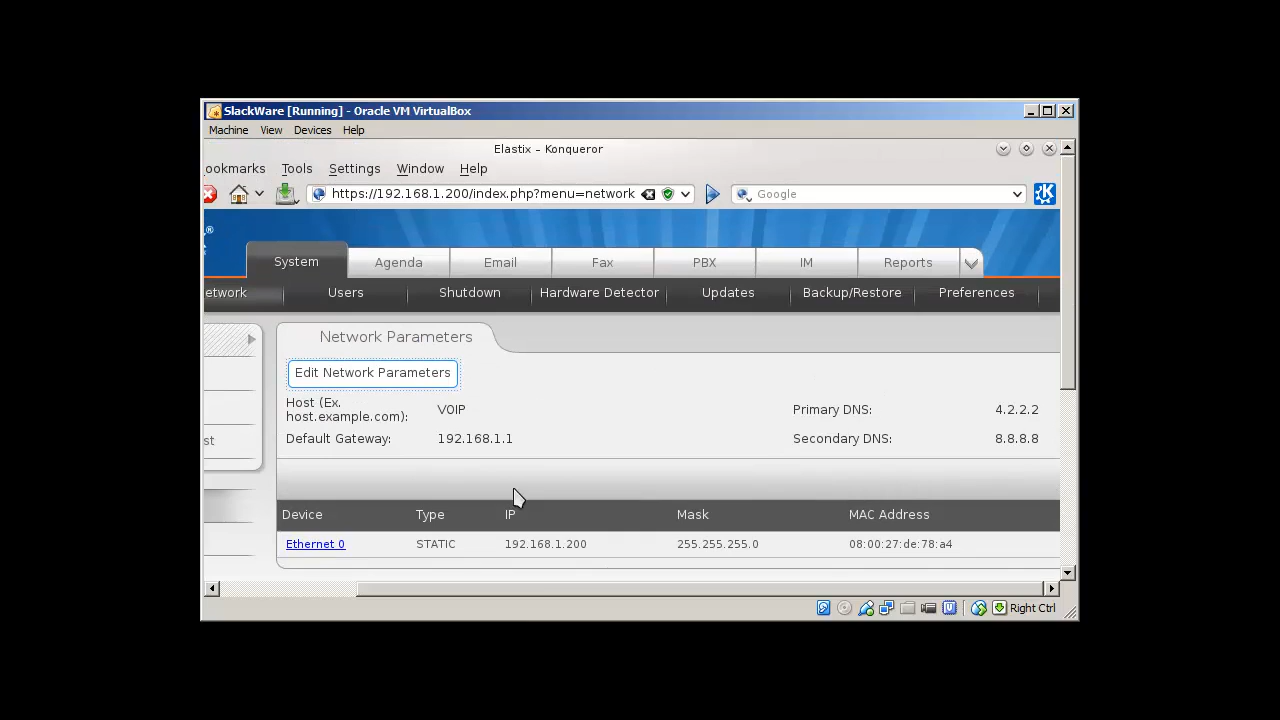 SlackWare [Running] - Oracle VM VirtualBox
Machine View Devices Help
Elastix – Konqueror
ookmarks Tools Settings Window Help
https://192.168.1.200/index.php?menu=network Google
System Agenda Email Fax PBX IM Reports
etwork Users Shutdown Hardware Detector Updates Backup/Restore Preferences
Network Parameters
Edit Network Parameters
Host (Ex.
host.example.com): VOIP Primary DNS: 4.2.2.2
Default Gateway: 192.168.1.1 Secondary DNS: 8.8.8.8
st
Device Type IP Mask MAC Address
Ethernet 0 STATIC 192.168.1.200 255.255.255.0 08:00:27:de:78:a4
Right Ctrl